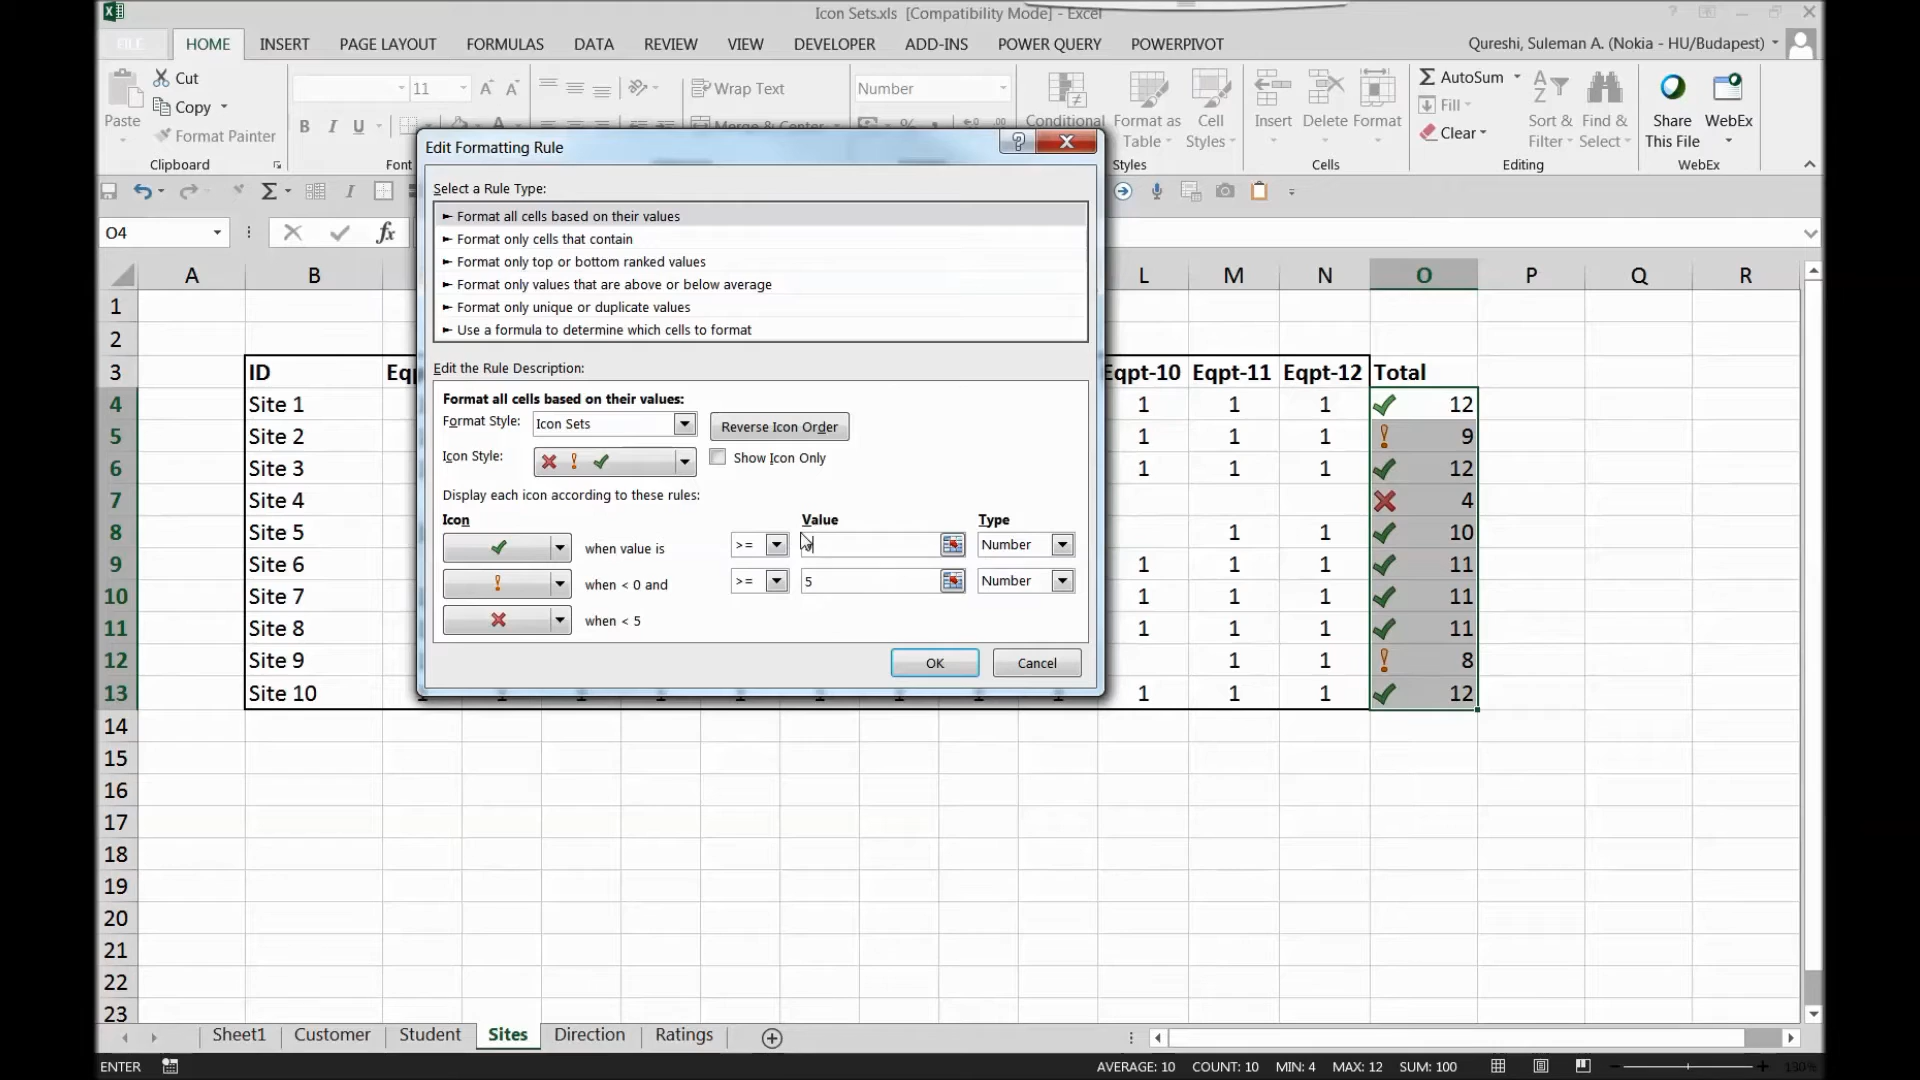 Icon Sets.xls [Compatibility Mode] - Excel
FILE HOME INSERT PAGE LAYOUT FORMULAS DATA REVIEW VIEW DEVELOPER ADD-INS POWER QUERY POWERPIVOT Qureshi, Suleman A. (Nokia - HU/Budapest)
Cut
Copy
Format Painter
Paste
Clipboard
11
B I U
Font
Wrap Text
Merge & Center
Number
Conditional
Format as Table
Cell Styles
Styles
Insert Delete Format
Cells
AutoSum
Fill
Clear
Sort & Filter
Find & Select
Editing
Share This File
WebEx
WebEx
O4
fx
A B L M N O P Q R
1
2
3 ID Eqpt-10 Eqpt-11 Eqpt-12 Total
4 Site 1 1 1 1 12
5 Site 2 1 1 1 9
6 Site 3 1 1 1 12
7 Site 4 4
8 Site 5 1 1 10
9 Site 6 1 1 1 11
10 Site 7 1 1 1 11
11 Site 8 1 1 1 11
12 Site 9 1 1 8
13 Site 10 1 1 1 12
14
15
16
17
18
19
20
21
22
23
Edit Formatting Rule
Select a Rule Type:
► Format all cells based on their values
► Format only cells that contain
► Format only top or bottom ranked values
► Format only values that are above or below average
► Format only unique or duplicate values
► Use a formula to determine which cells to format
Edit the Rule Description:
Format all cells based on their values:
Format Style: Icon Sets Reverse Icon Order
Icon Style: Show Icon Only
Display each icon according to these rules:
Icon Value Type
when value is >= Number
when < 0 and >= 5 Number
when < 5
OK Cancel
Sheet1 Customer Student Sites Direction Ratings
ENTER AVERAGE: 10 COUNT: 10 MIN: 4 MAX: 12 SUM: 100 130%